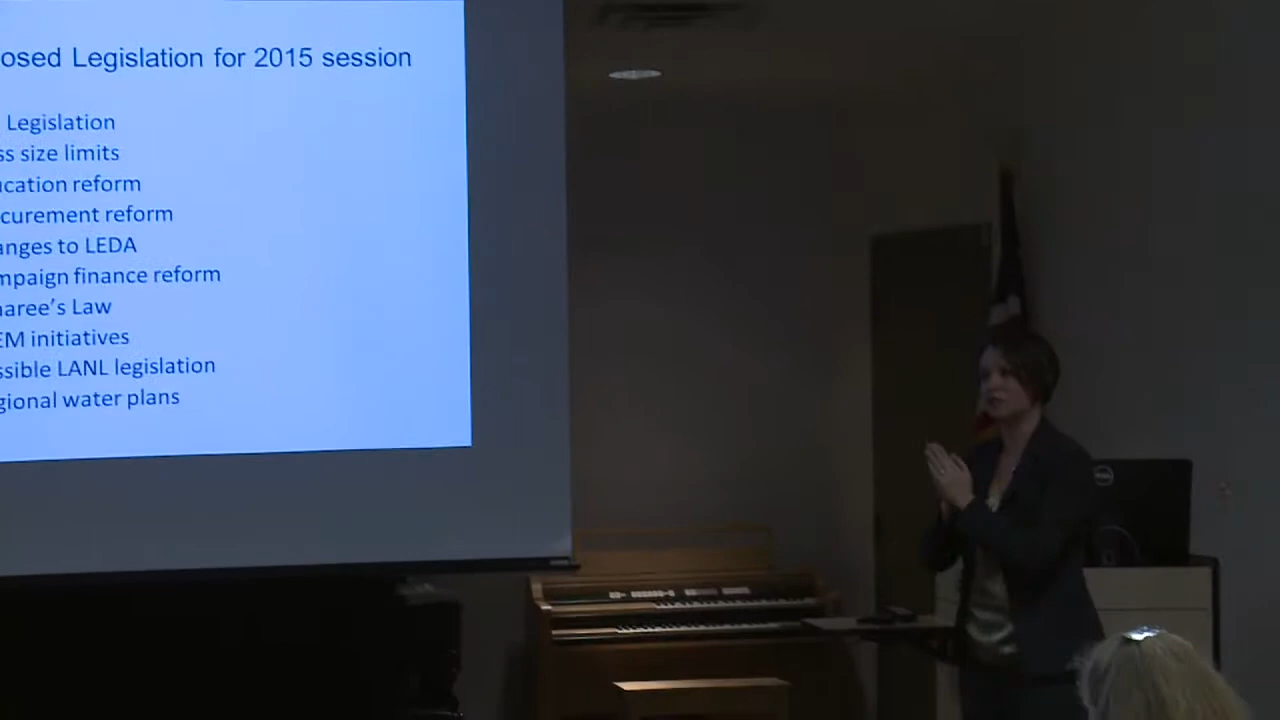 osed Legislation for 2015 session
Legislation
ss size limits
ucation reform
curement reform
anges to LEDA
mpaign finance reform
haree's Law
EM initiatives
ssible LANL legislation
gional water plans
DELL